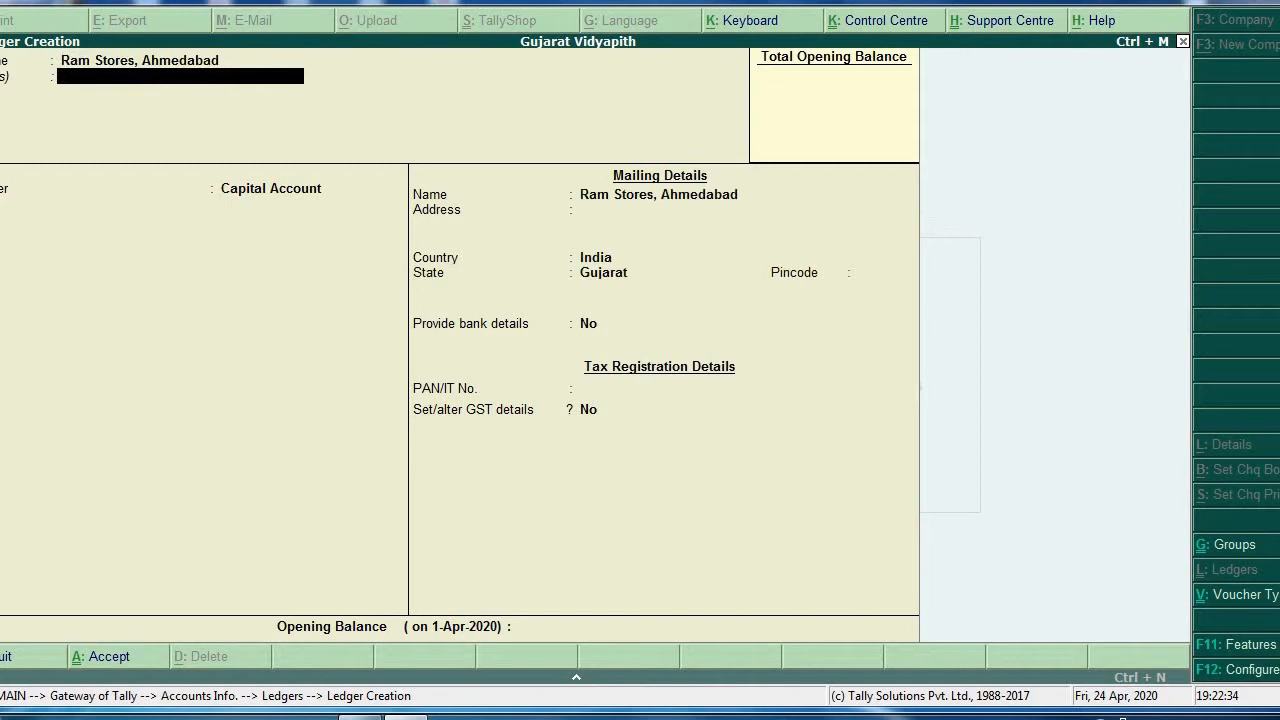 int E: Export M: E-Mail O: Upload S: TallyShop G: Language K: Keyboard K: Control Centre H: Support Centre H: Help F3: Company
ger Creation Gujarat Vidyapith Ctrl + M F3: New Comp
e : Ram Stores, Ahmedabad Total Opening Balance
s) :
er : Capital Account
Mailing Details
Name : Ram Stores, Ahmedabad
Address :
Country : India
State : Gujarat Pincode :
Provide bank details : No
Tax Registration Details
PAN/IT No. :
Set/alter GST details ? No
L: Details
B: Set Chq Bo
S: Set Chq Pri
G: Groups
L: Ledgers
V: Voucher Ty
Opening Balance ( on 1-Apr-2020) :
F11: Features
uit A: Accept D: Delete
F12: Configure
Ctrl + N
MAIN --> Gateway of Tally --> Accounts Info. --> Ledgers --> Ledger Creation (c) Tally Solutions Pvt. Ltd., 1988-2017 Fri, 24 Apr, 2020 19:22:34